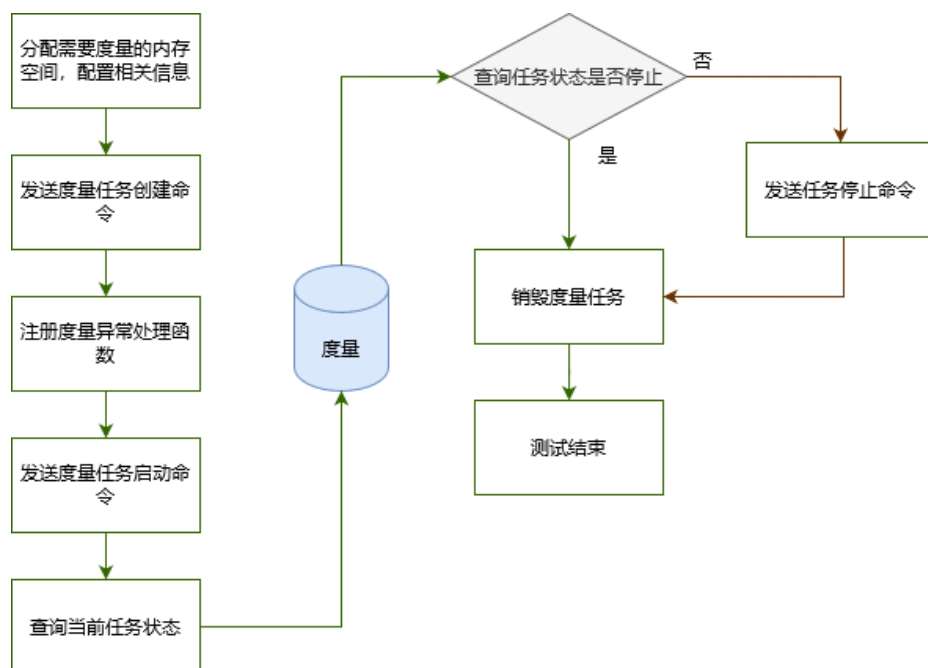 分配需要度量的内存
空间，配置相关信息
发送度量任务创建命
令
注册度量异常处理函
数
发送度量任务启动命
令
查询当前任务状态
度量
查询任务状态是否停止
否
是
发送任务停止命令
销毁度量任务
测试结束